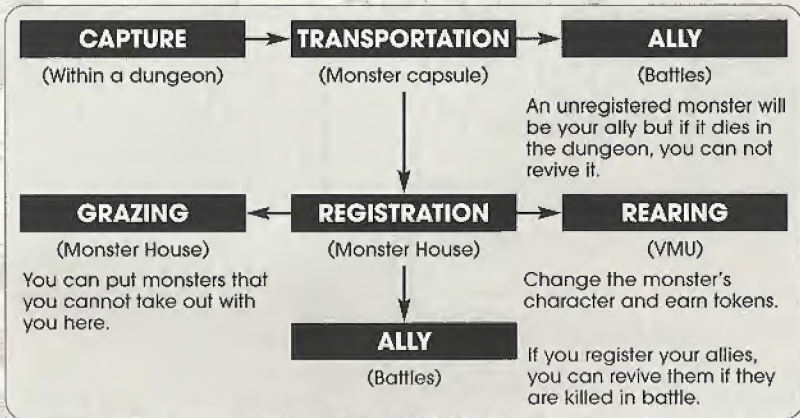 CAPTURE
(Within a dungeon)
TRANSPORTATION
(Monster capsule)
ALLY
(Battles)
An unregistered monster will
be your ally but if it dies in
the dungeon, you can not
revive it.
GRAZING
(Monster House)
You can put monsters that
you cannot take out with
you here.
REGISTRATION
(Monster House)
REARING
(VMU)
Change the monster's
character and earn tokens.
ALLY
(Battles)
If you register your allies,
you can revive them if they
are killed in battle.